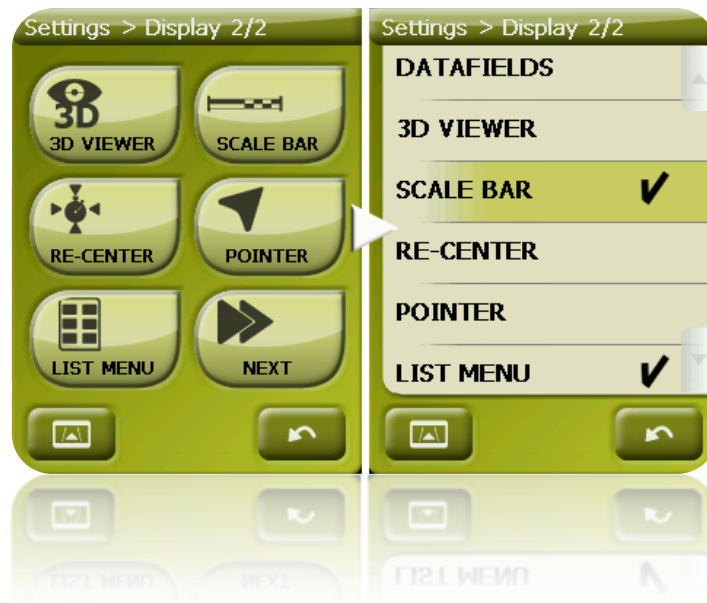 Settings > Display 2/2
3D
3D VIEWER
SCALE BAR
RE-CENTER
POINTER
LIST MENU
NEXT
Settings > Display 2/2
DATAFIELDS
3D VIEWER
SCALE BAR
RE-CENTER
POINTER
LIST MENU